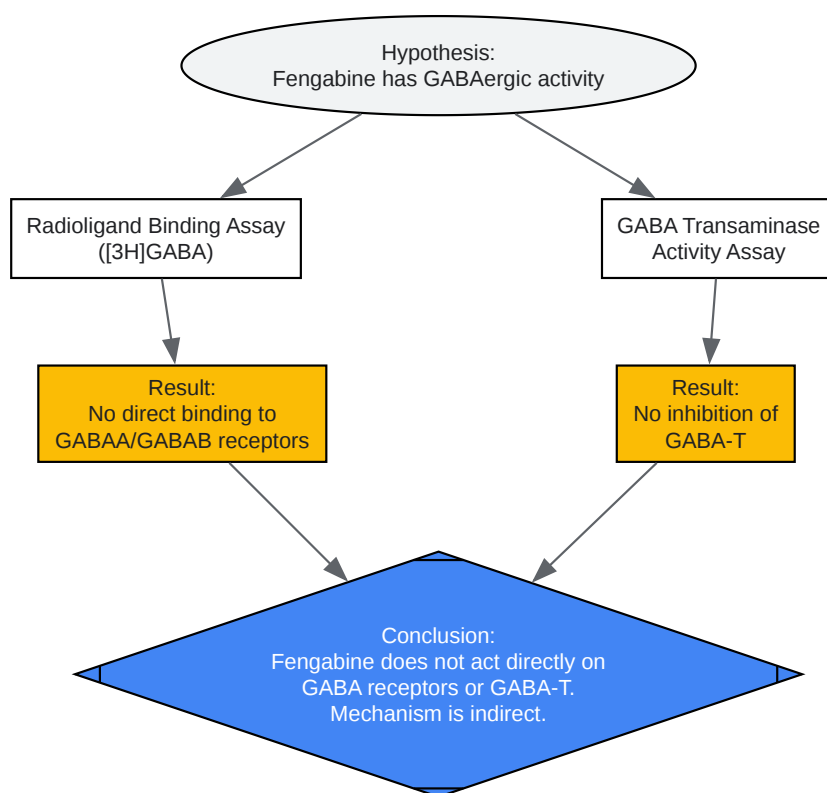 Hypothesis:
Fengabine has GABAergic activity
Radioligand Binding Assay
([3H]GABA)
GABA Transaminase
Activity Assay
Result:
No direct binding to
GABAA/GABAB receptors
Result:
No inhibition of
GABA-T
Conclusion:
Fengabine does not act directly on
GABA receptors or GABA-T.
Mechanism is indirect.